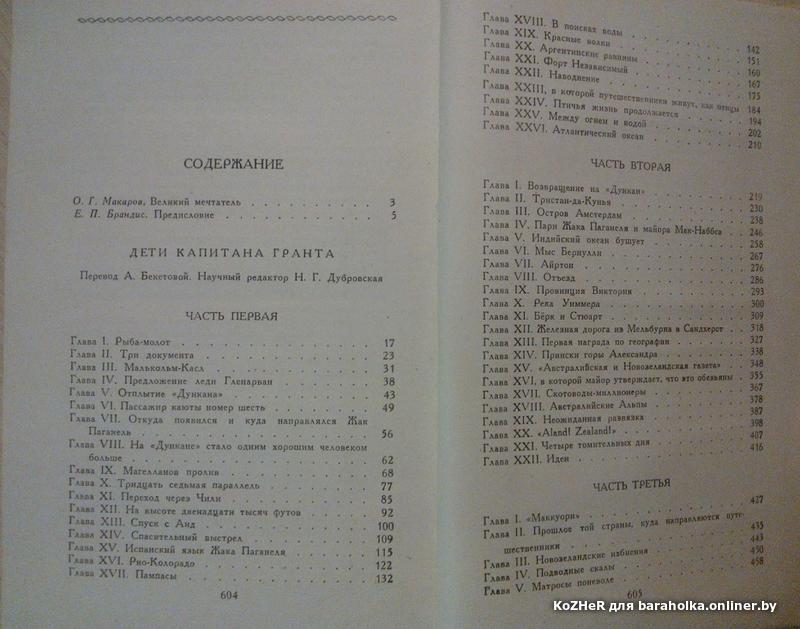 СОДЕРЖАНИЕ
О. Г. Макаров. Великий мечтатель . . . . . . . . . . 3
Е. П. Брандис. Предисловие . . . . . . . . . . . 5
ДЕТИ КАПИТАНА ГРАНТА
Перевод А. Бекетовой. Научный редактор Н. Г. Дубровская
ЧАСТЬ ПЕРВАЯ
Глава I. Рыба-молот . . . . . . . . . . . . . 17
Глава II. Три документа . . . . . . . . . . . . 23
Глава III. Малькольм-Касл . . . . . . . . . . . 31
Глава IV. Предложение леди Гленарван . . . . . . . . 38
Глава V. Отплытие «Дункана» . . . . . . . . . . 43
Глава VI. Пассажир каюты номер шесть . . . . . . . . 49
Глава VII. Откуда появился и куда направлялся Жак
Паганель . . . . . . . . . . . . . 56
Глава VIII. На «Дункане» стало одним хорошим человеком
больше . . . . . . . . . . . . . 62
Глава IX. Магелланов пролив . . . . . . . . . . 68
Глава X. Тридцать седьмая параллель . . . . . . . . 77
Глава XI. Переход через Чили . . . . . . . . . . 85
Глава XII. На высоте двенадцати тысяч футов . . . . . . 92
Глава XIII. Спуск с Анд . . . . . . . . . . . 100
Глава XIV. Спасительный выстрел . . . . . . . . . 109
Глава XV. Испанский язык Жака Паганеля . . . . . . . 115
Глава XVI. Рио-Колорадо . . . . . . . . . . . 122
Глава XVII. Пампасы . . . . . . . . . . . . 132
604
Глава XVIII. В поисках воды . . . . . . . . . . 142
Глава XIX. Красные волки . . . . . . . . . . . 151
Глава XX. Аргентинские равнины . . . . . . . . . 160
Глава XXI. Форт Независимый . . . . . . . . . . 167
Глава XXII. Наводнение . . . . . . . . . . . 175
Глава XXIII, в которой путешественники живут, как птицы 184
Глава XXIV. Птичья жизнь продолжается . . . . . . . 194
Глава XXV. Между огнем и водой . . . . . . . . . 202
Глава XXVI. Атлантический океан . . . . . . . . . 210
ЧАСТЬ ВТОРАЯ
Глава I. Возвращение на «Дункан» . . . . . . . . . 219
Глава II. Тристан-да-Кунья . . . . . . . . . . . 230
Глава III. Остров Амстердам . . . . . . . . . . 238
Глава IV. Пари Жака Паганеля и майора Мак-Наббса . . . 246
Глава V. Индийский океан бушует . . . . . . . . . 258
Глава VI. Мыс Бернулли . . . . . . . . . . . 267
Глава VII. Айртон . . . . . . . . . . . . . 276
Глава VIII. Отъезд . . . . . . . . . . . . . 286
Глава IX. Провинция Виктория . . . . . . . . . . 293
Глава X. Река Уиммера . . . . . . . . . . . . 300
Глава XI. Бёрк и Стюарт . . . . . . . . . . . 309
Глава XII. Железная дорога из Мельбурна в Сандхерст . . 318
Глава XIII. Первая награда по географии . . . . . . . 327
Глава XIV. Прииски горы Александра . . . . . . . . 338
Глава XV. «Австралийская и Новозеландская газета» . . . 348
Глава XVI, в которой майор утверждает, что это обезьяны . 355
Глава XVII. Скотоводы-миллионеры . . . . . . . . . 367
Глава XVIII. Австралийские Альпы . . . . . . . . . 378
Глава XIX. Неожиданная развязка . . . . . . . . . 387
Глава XX. «Aland! Zealand!» . . . . . . . . . . 398
Глава XXI. Четыре томительных дня . . . . . . . . 407
Глава XXII. Иден . . . . . . . . . . . . . 416
ЧАСТЬ ТРЕТЬЯ
Глава I. «Маккуори» . . . . . . . . . . . . 427
Глава II. Прошлое той страны, куда направляются путе-
шественники . . . . . . . . . . . . 435
Глава III. Новозеландские избиения . . . . . . . . 443
Глава IV. Подводные скалы . . . . . . . . . . . 450
Глава V. Матросы поневоле . . . . . . . . . . . 458
605
KoZHeR для baraholka.onliner.by